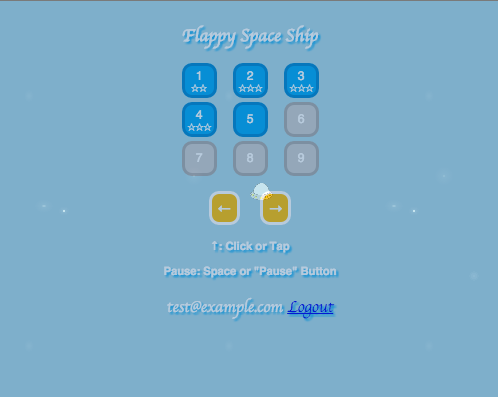 Flappy Space Ship
1 2 3
☆☆ ☆☆☆ ☆☆☆
4 5 6
☆☆☆
7 8 9
← →
↑: Click or Tap
Pause: Space or "Pause" Button
test@example.com Logout